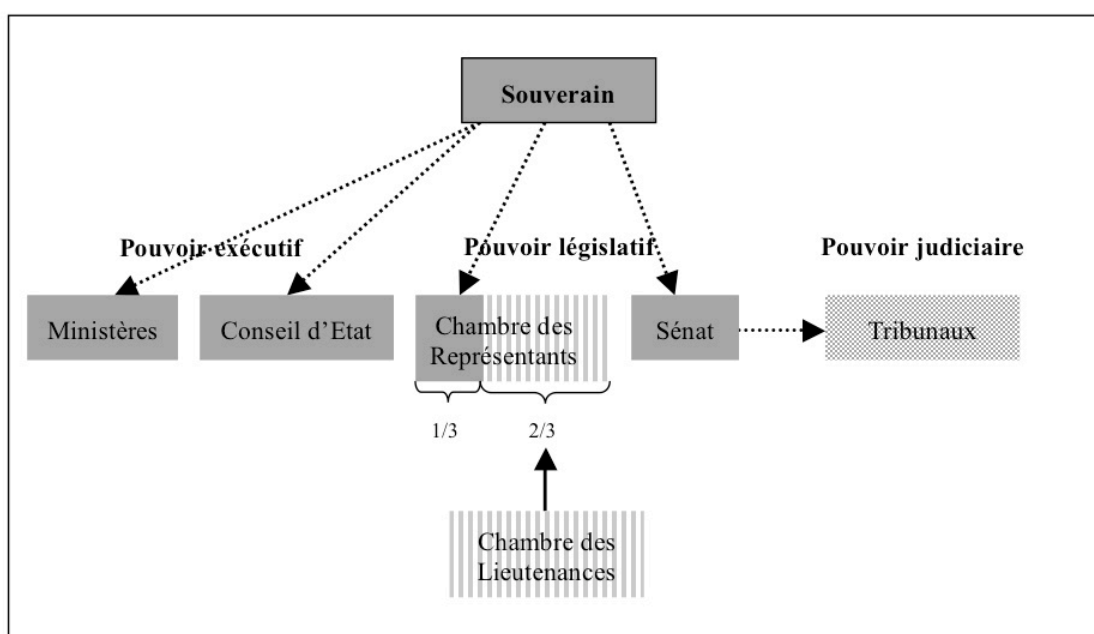 Souverain
Pouvoir exécutif
Pouvoir législatif
Pouvoir judiciaire
Ministères
Conseil d’Etat
Chambre des
Représentants
Sénat
Tribunaux
1/3
2/3
Chambre des
Lieutenances